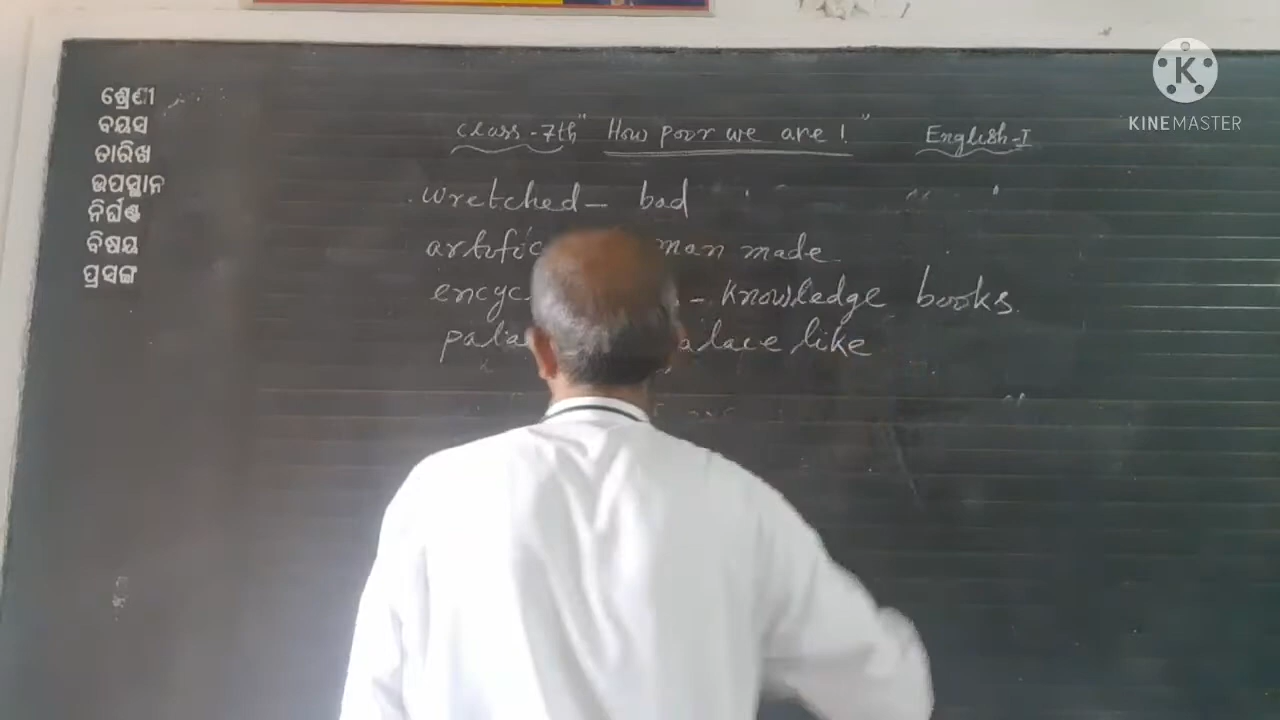 ଶ୍ରେଣୀ
ବୟସ
ତାରିଖ
ଉପସ୍ଥାନ
ନିର୍ଘଣ୍ଟ
ବିଷୟ
ପ୍ରସଙ୍ଗ
Class-7th "How poor we are!" English-I
wretched - bad
man made
- Knowledge books
like
K
KINEMASTER